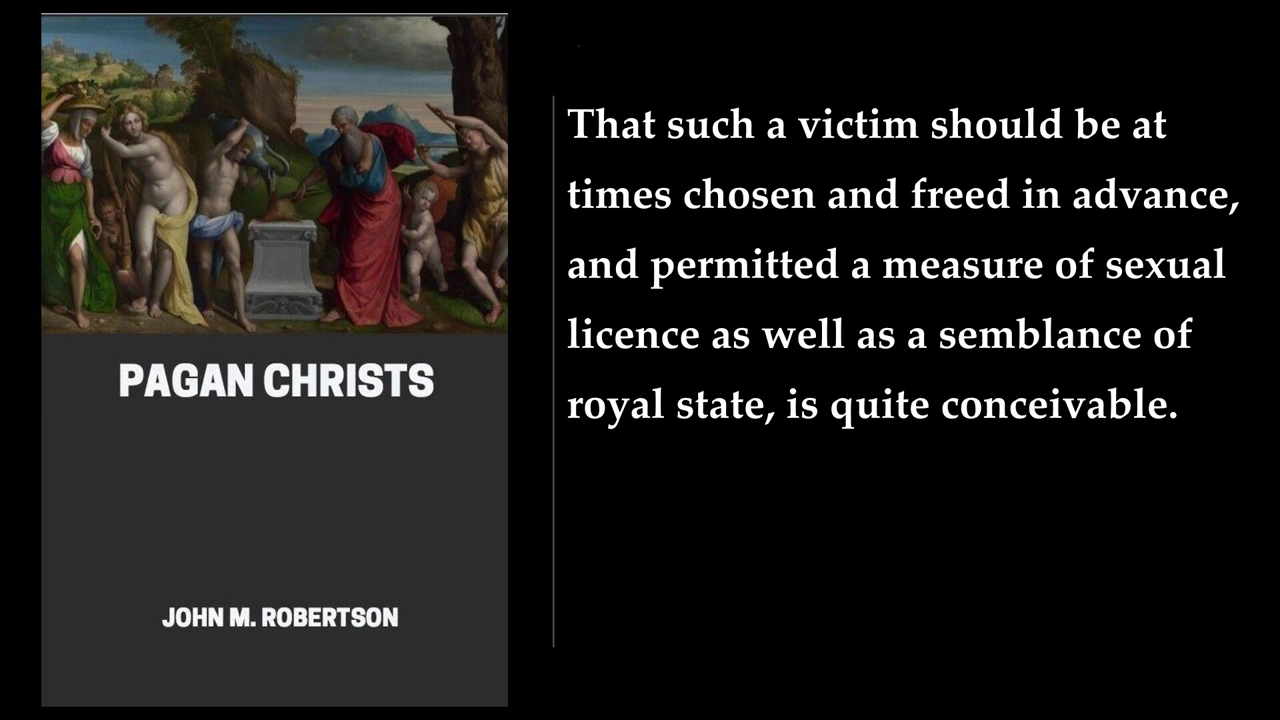 PAGAN CHRISTS
JOHN M. ROBERTSON
That such a victim should be at
times chosen and freed in advance,
and permitted a measure of sexual
licence as well as a semblance of
royal state, is quite conceivable.